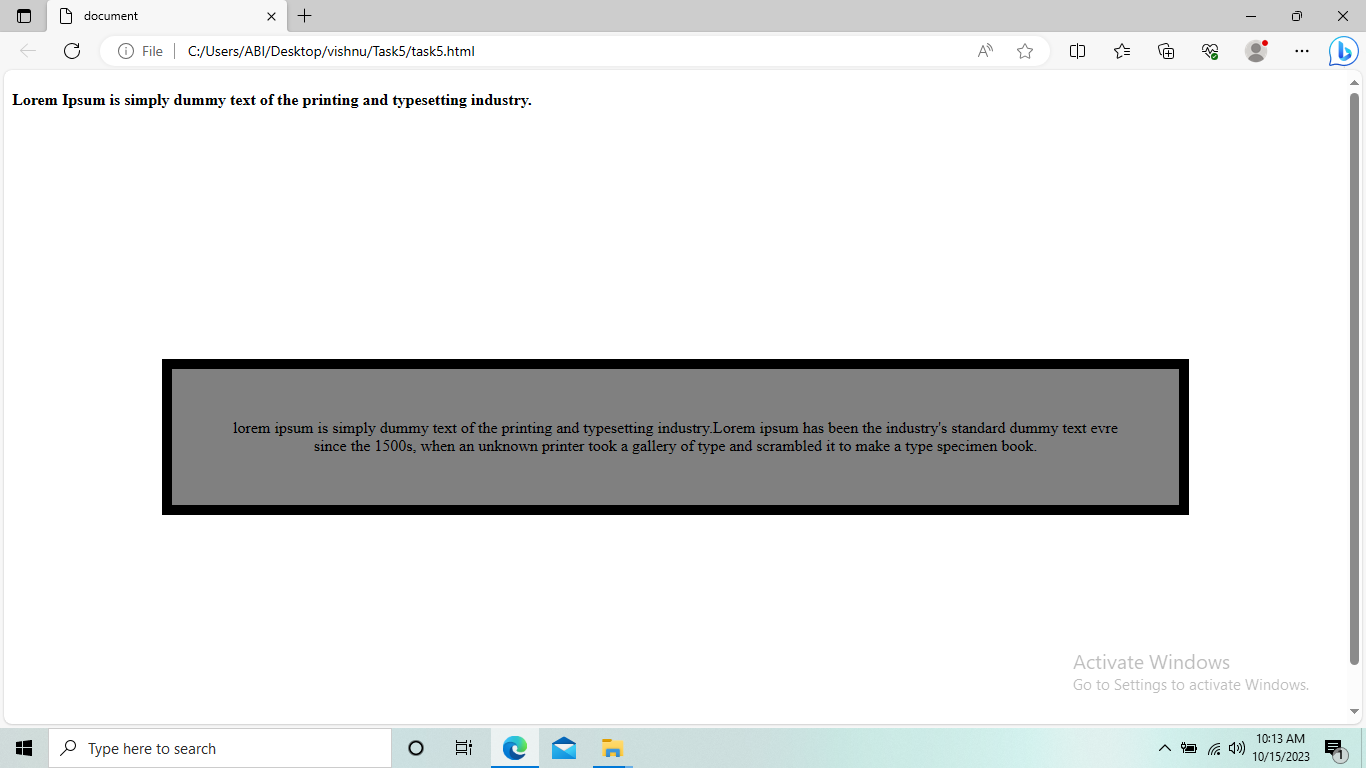 document
File
C:/Users/ABI/Desktop/vishnu/Task5/task5.html
Lorem Ipsum is simply dummy text of the printing and typesetting industry.
lorem ipsum is simply dummy text of the printing and typesetting industry.Lorem ipsum has been the industry's standard dummy text evre
since the 1500s, when an unknown printer took a gallery of type and scrambled it to make a type specimen book.
Activate Windows
Go to Settings to activate Windows.
Type here to search
10:13 AM
10/15/2023
1